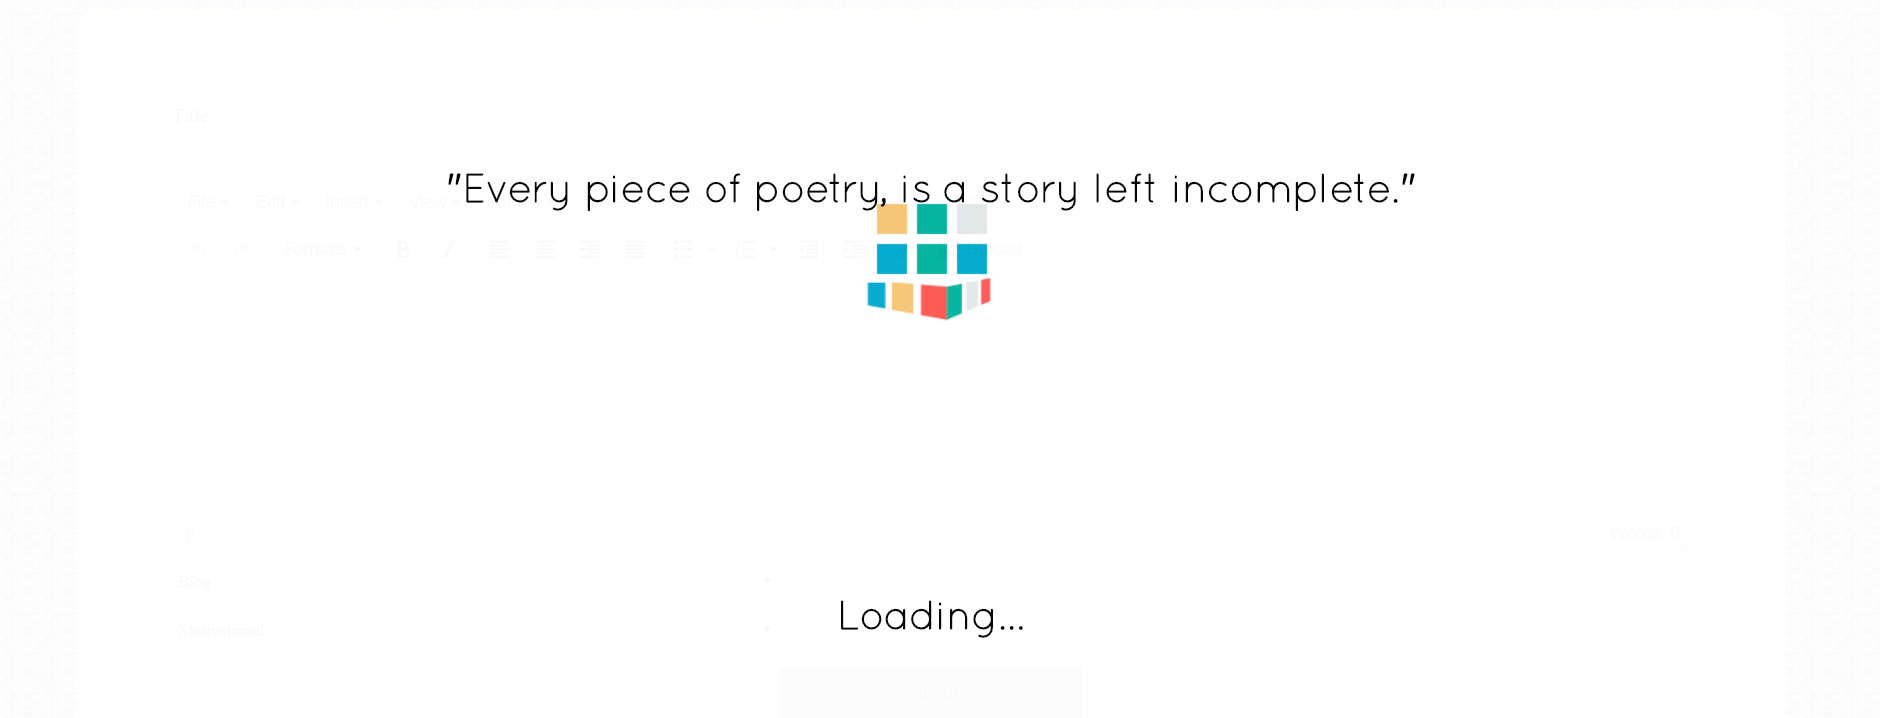 Title
"Every piece of poetry, is a story left incomplete."
File Edit Insert View
Formats B I
p Words: 0
Blog
Loading...
Motivational
Submit